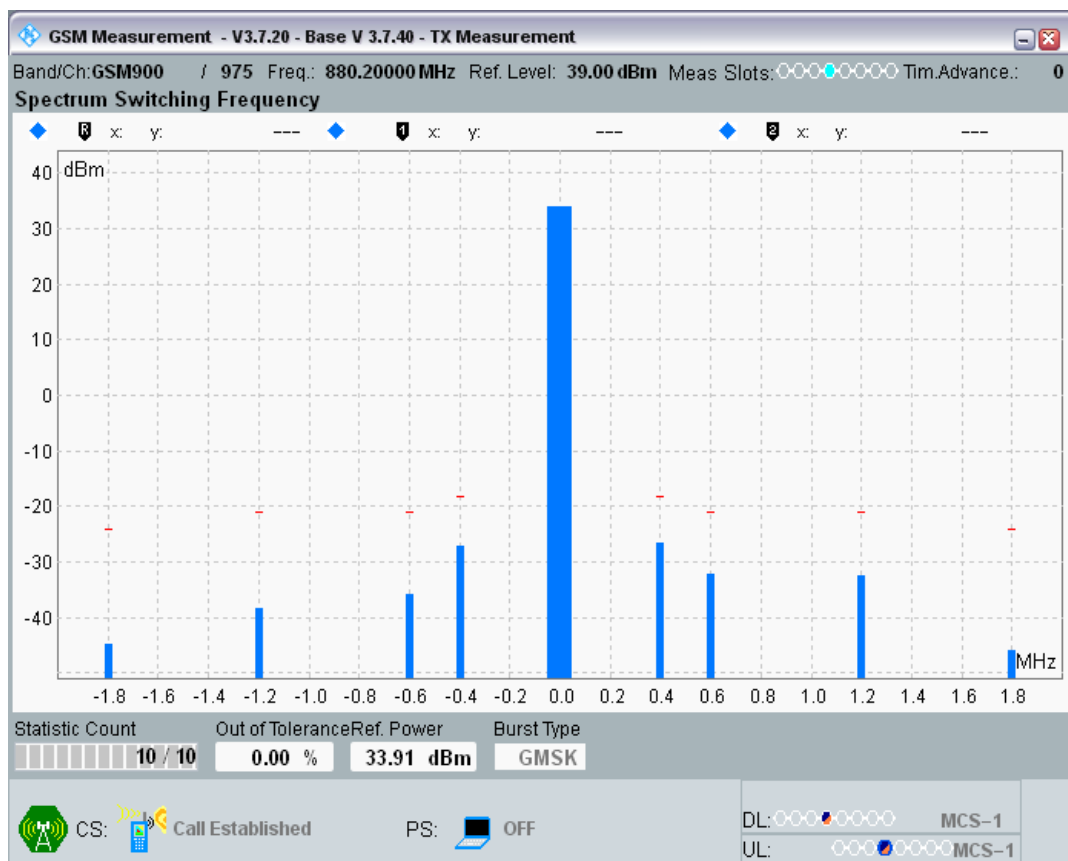 GSM Measurement - V3.7.20 - Base V 3.7.40 - TX Measurement
Band/Ch:GSM900 / 975 Freq.: 880.20000 MHz Ref. Level: 39.00 dBm Meas Slots: Tim.Advance.: 0
Spectrum Switching Frequency
R x: y: --- 1 x: y: --- 2 x: y: ---
dBm
40
30
20
10
0
-10
-20
-30
-40
MHz
-1.8 -1.6 -1.4 -1.2 -1.0 -0.8 -0.6 -0.4 -0.2 0.0 0.2 0.4 0.6 0.8 1.0 1.2 1.4 1.6 1.8
Statistic Count Out of Tolerance Ref. Power Burst Type
10 / 10 0.00 % 33.91 dBm GMSK
CS: Call Established PS: OFF
DL: MCS-1
UL: MCS-1